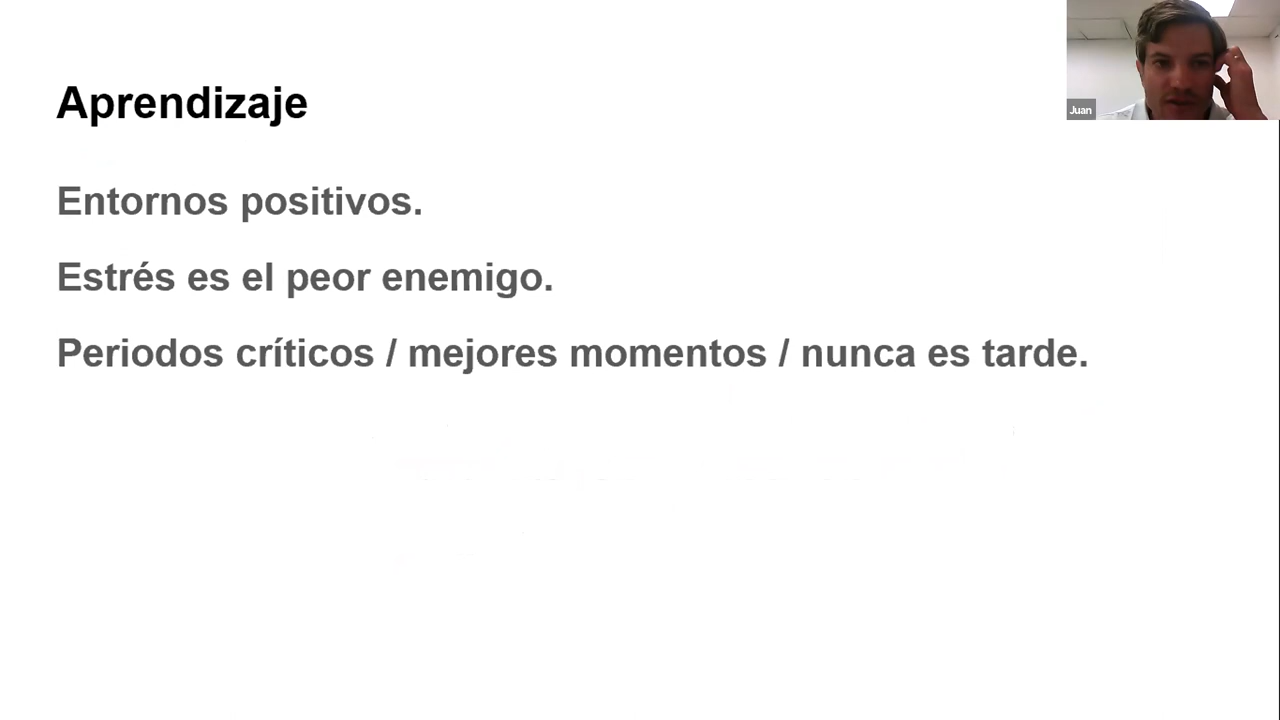 Aprendizaje
Juan
Entornos positivos.
Estrés es el peor enemigo.
Periodos críticos / mejores momentos / nunca es tarde.